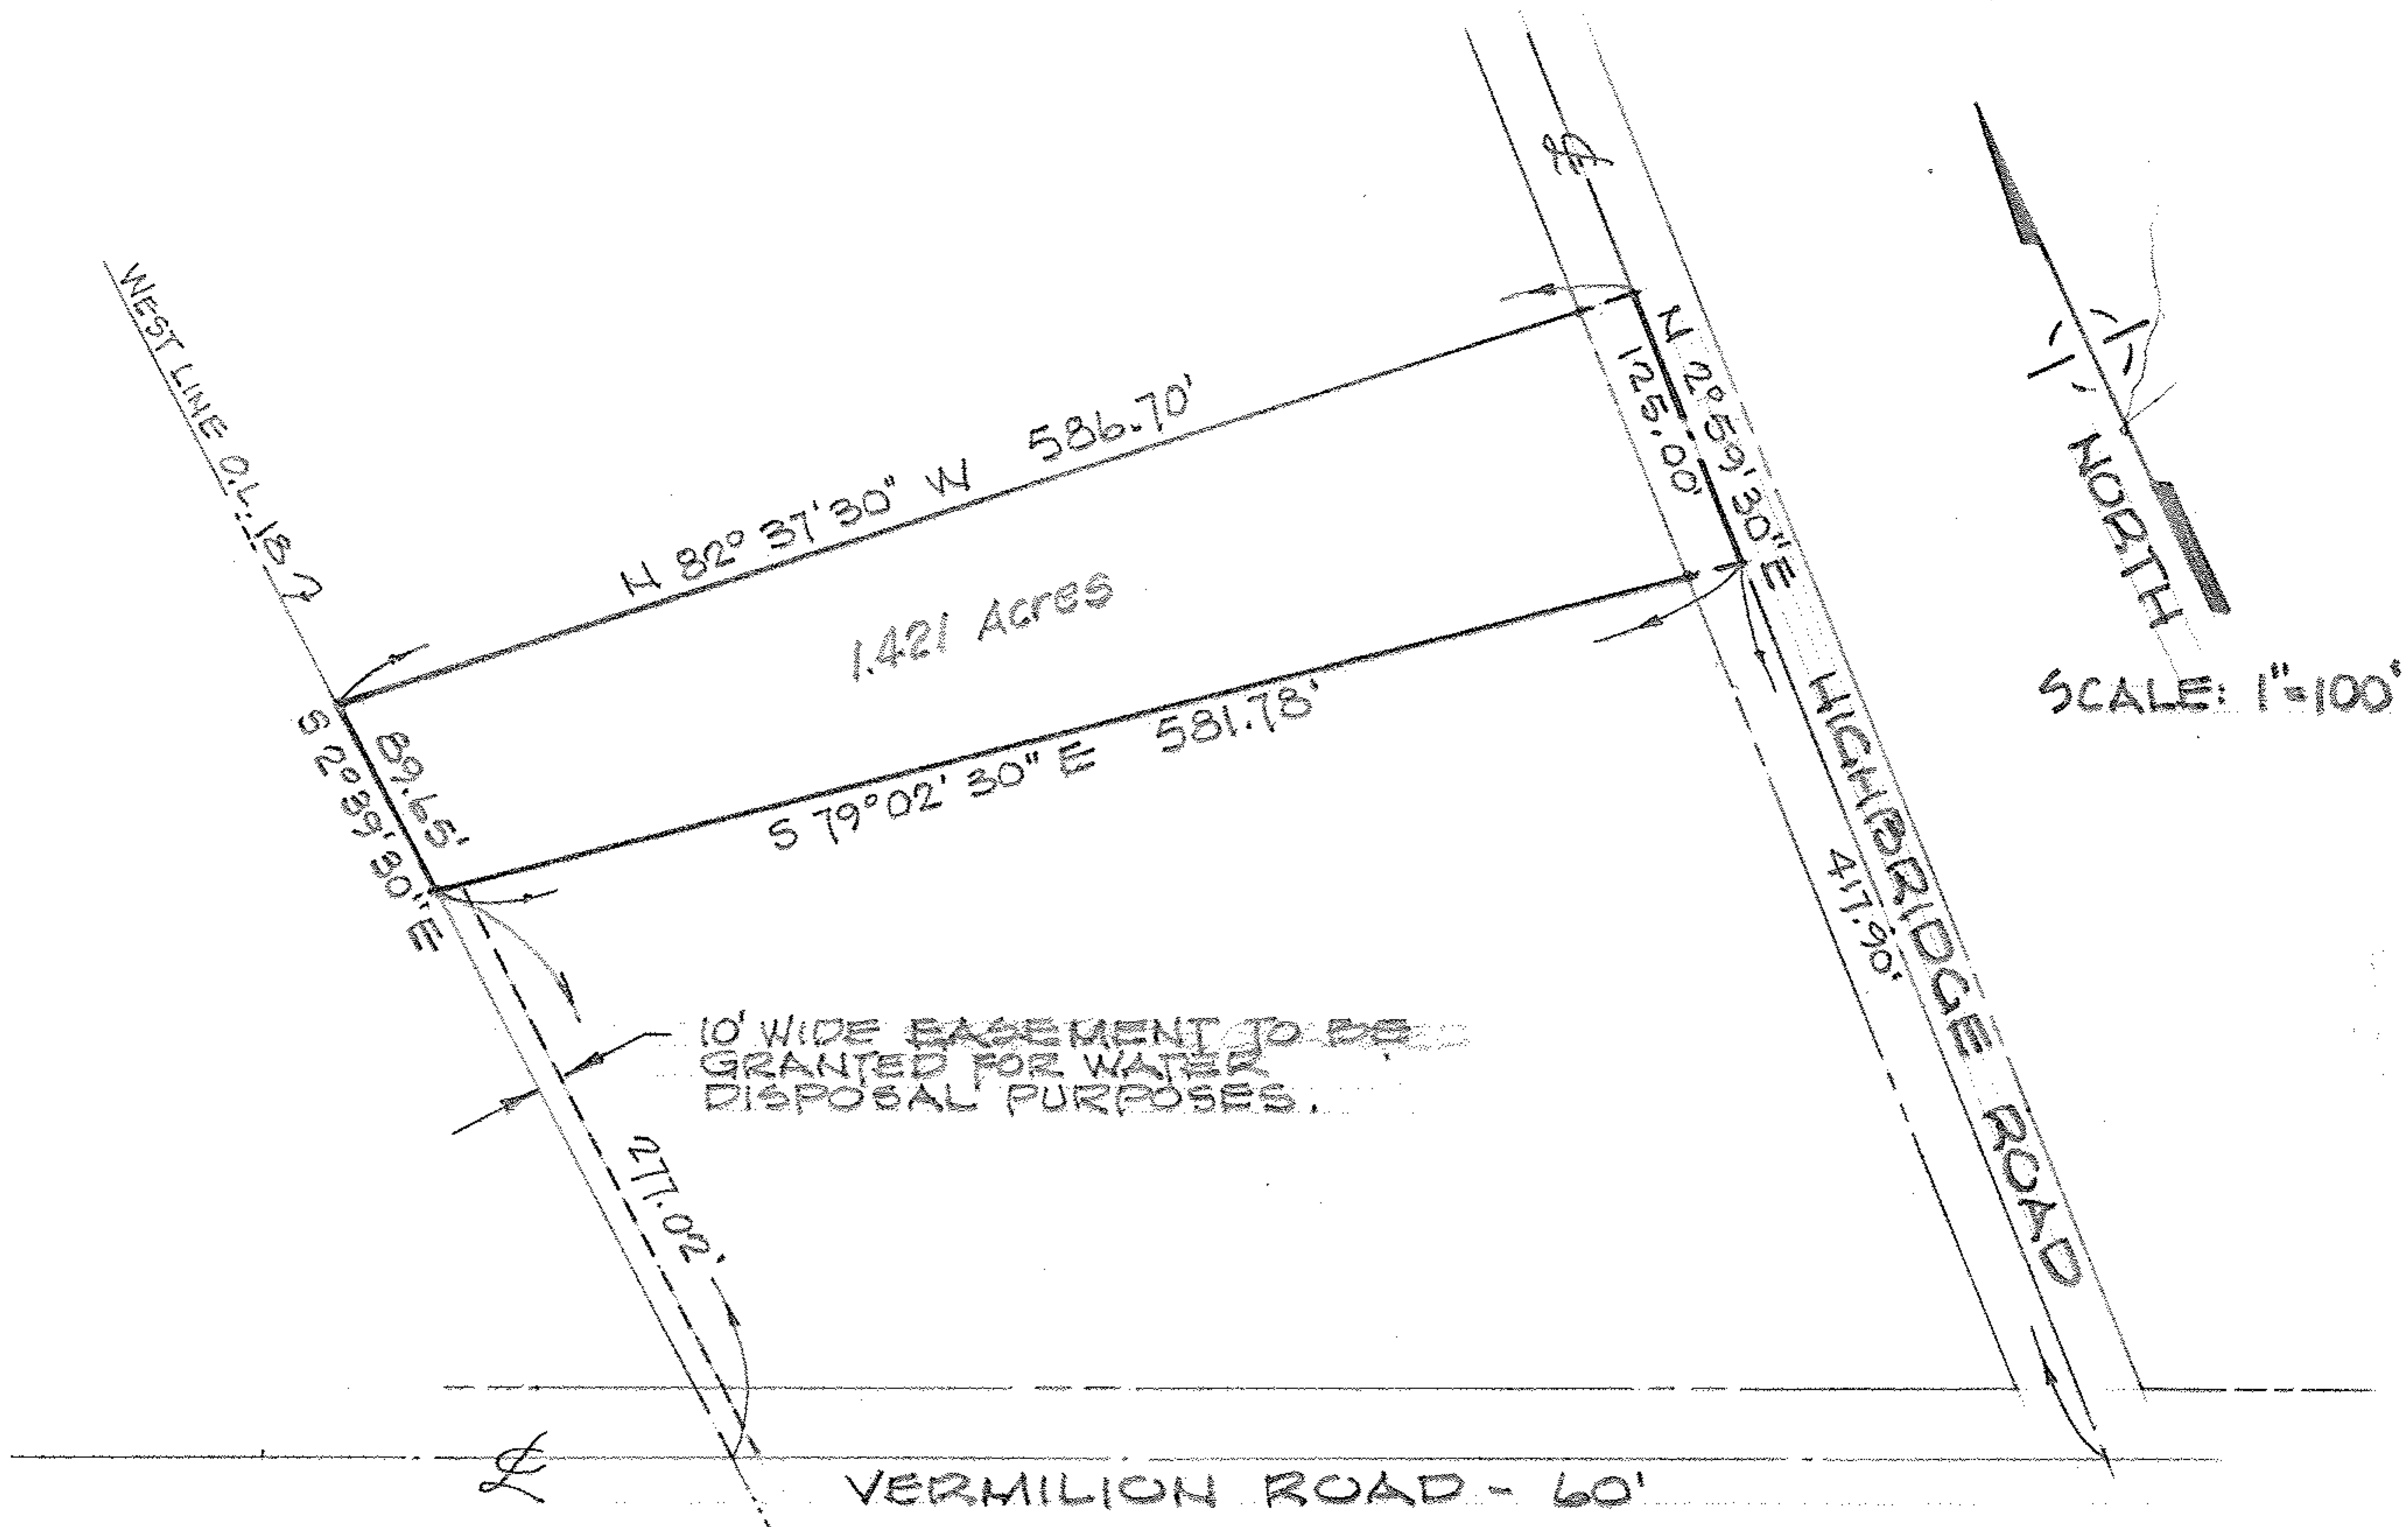 WEST LINE O.L. 18
N 82° 37' 30" W 586.70'
1.421 Acres
S 79° 02' 30" E 581.78'
S 2° 39' 30" E
89.65'
N 2° 59' 30" E
125.00'
NORTH
SCALE: 1"=100'
HIGHBRIDGE ROAD
417.90'
10' WIDE EASEMENT TO BE
GRANTED FOR WATER
DISPOSAL PURPOSES.
277.02'
℄
℄
VERMILION ROAD - 60'